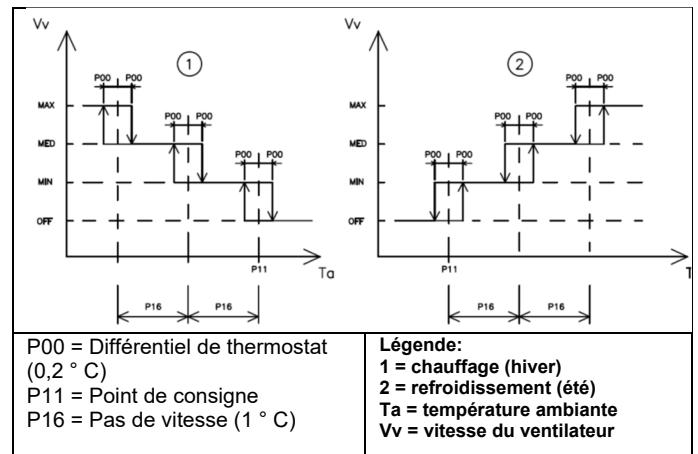 Vv
1
P00 P00
P00 P00
P00 P00
MAX
MED
MIN
OFF
P11
Ta
P16
P16
Vv
2
P00 P00
P00 P00
P00 P00
MAX
MED
MIN
OFF
P11
T
P16
P16
P00 = Différentiel de thermostat
(0,2 ° C)
P11 = Point de consigne
P16 = Pas de vitesse (1 ° C)
Légende:
1 = chauffage (hiver)
2 = refroidissement (été)
Ta = température ambiante
Vv = vitesse du ventilateur